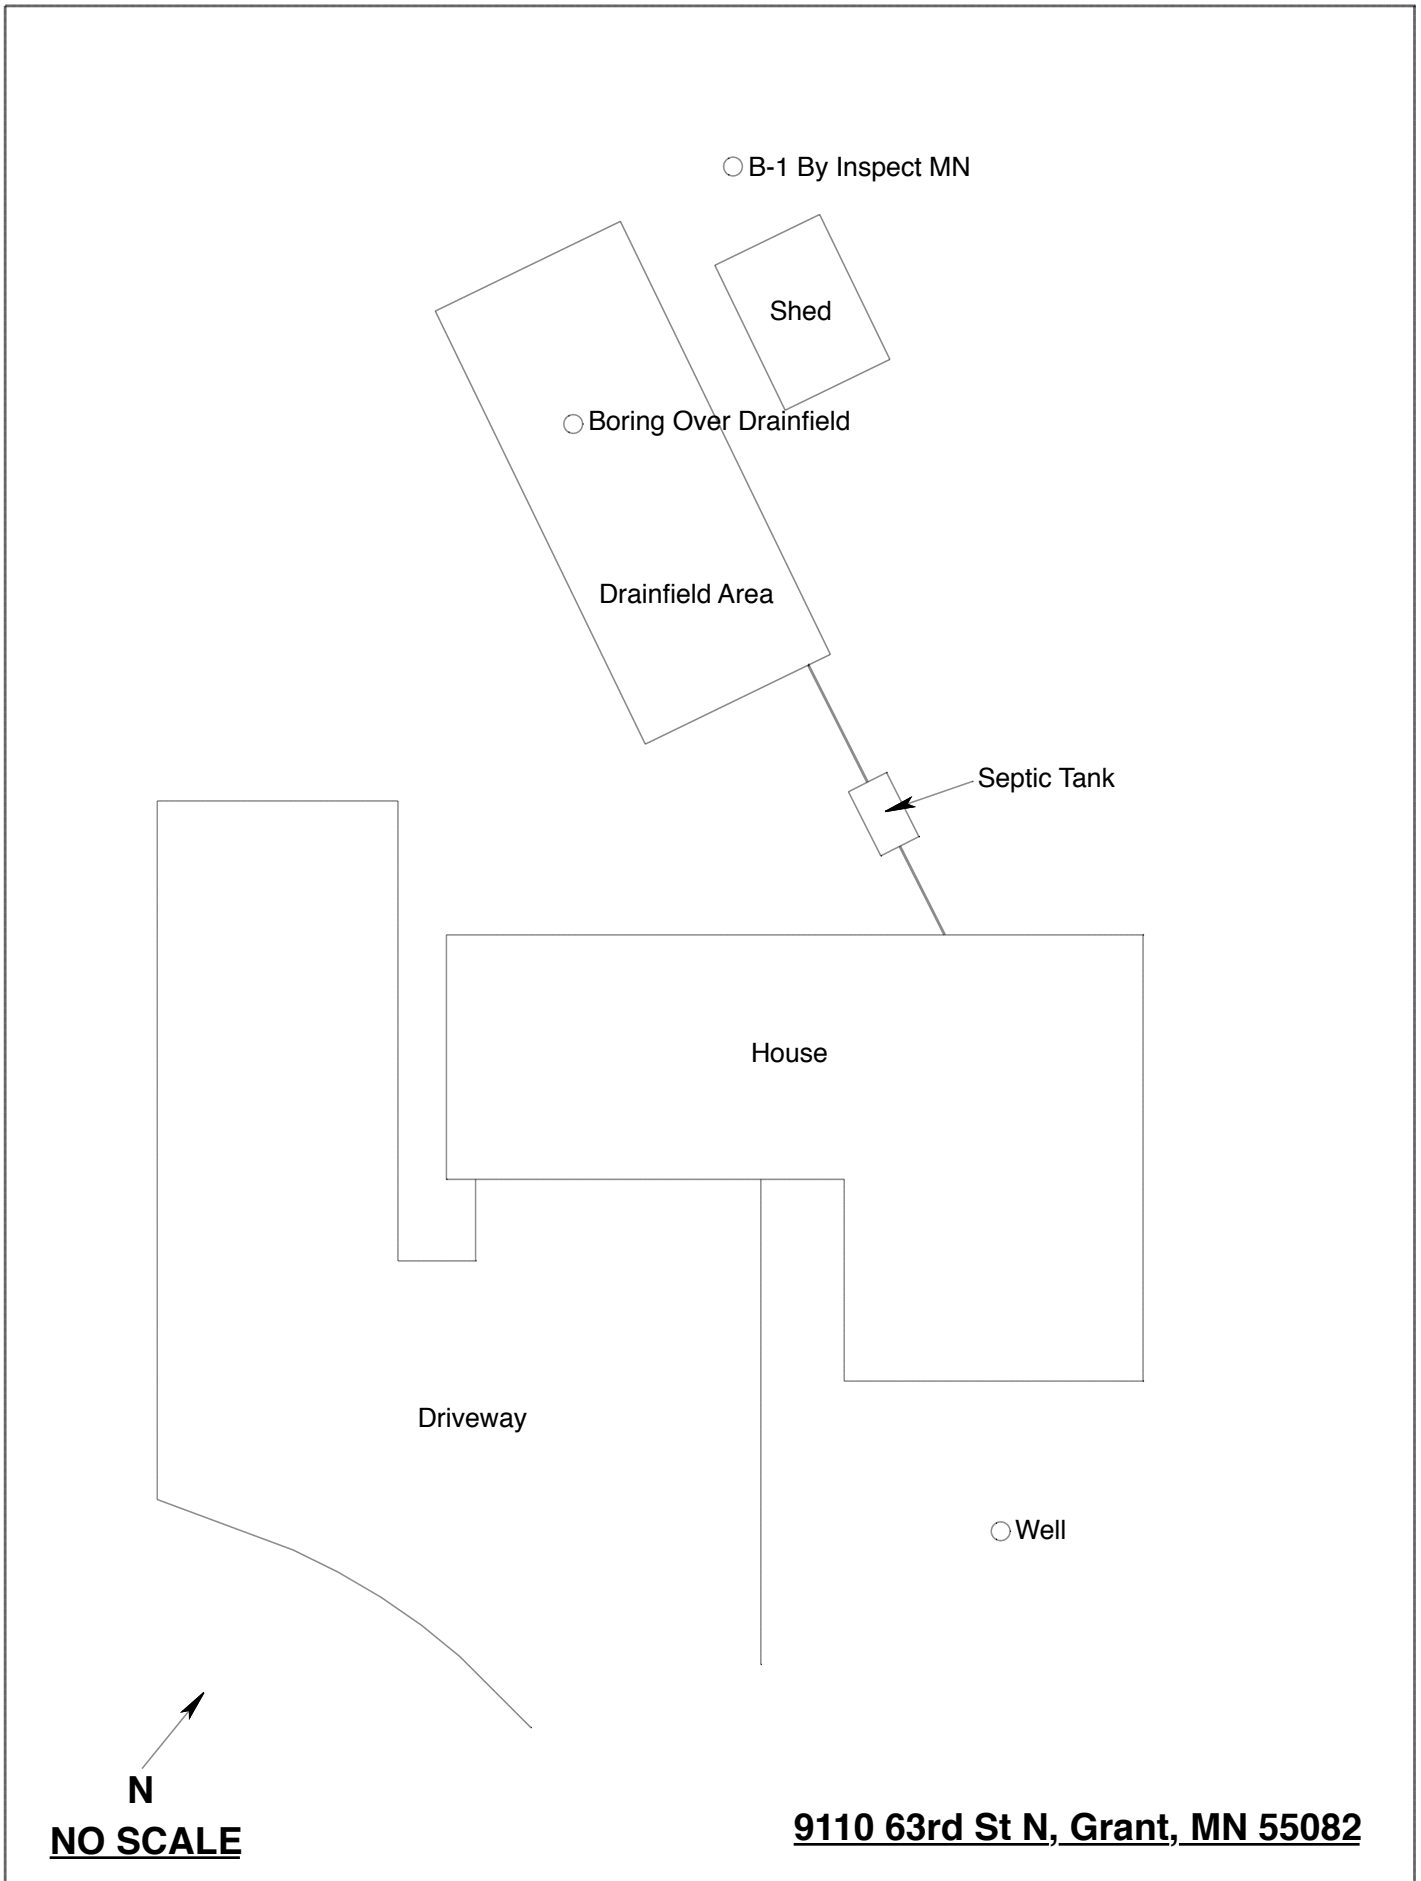 B-1 By Inspect MN
Shed
Boring Over Drainfield
Drainfield Area
Septic Tank
House
Driveway
Well
N
NO SCALE
9110 63rd St N, Grant, MN 55082